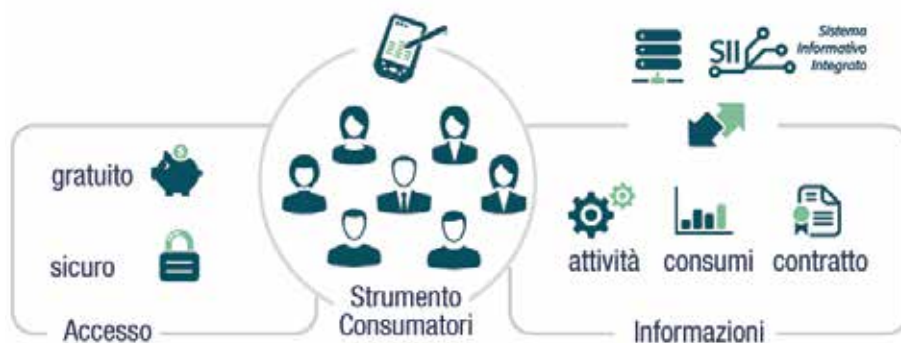 SII
Sistema
Informativo
Integrato
gratuito
sicuro
Accesso
Strumento
Consumatori
attività
consumi
contratto
Informazioni